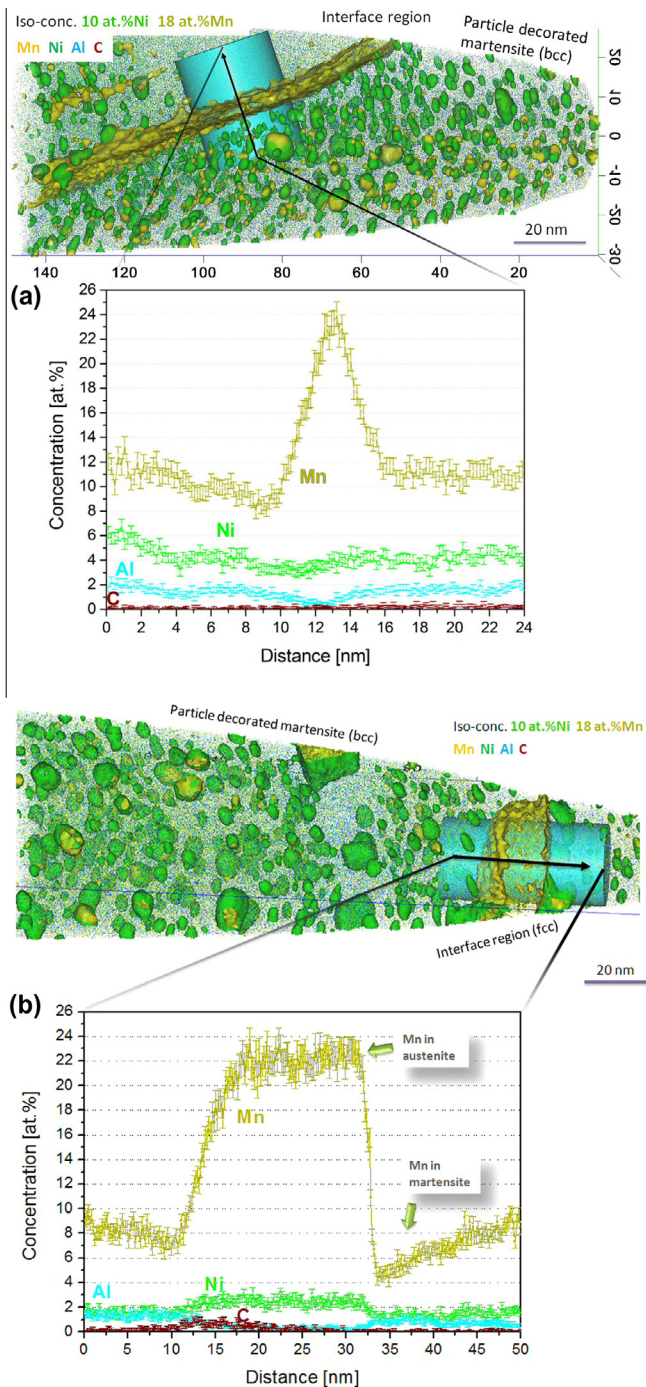 Iso-conc. 10 at.%Ni 18 at.%Mn
Mn Ni Al C
Interface region
Particle decorated
martensite (bcc)
20
10
0
-10
-20
-30
20 nm
140 120 100 80 60 40 20
(a)
26
24
22
20
18
16
14
12
10
8
6
4
2
0
Concentration [at.%]
Mn
Ni
Al
C
0 2 4 6 8 10 12 14 16 18 20 22 24
Distance [nm]
Particle decorated martensite (bcc)
Iso-conc. 10 at.%Ni 18 at.%Mn
Mn Ni Al C
Interface region (fcc)
20 nm
(b)
26
24
22
20
18
16
14
12
10
8
6
4
2
0
Concentration [at.%]
Mn in
austenite
Mn
Mn in
martensite
Al
Ni
C
0 5 10 15 20 25 30 35 40 45 50
Distance [nm]